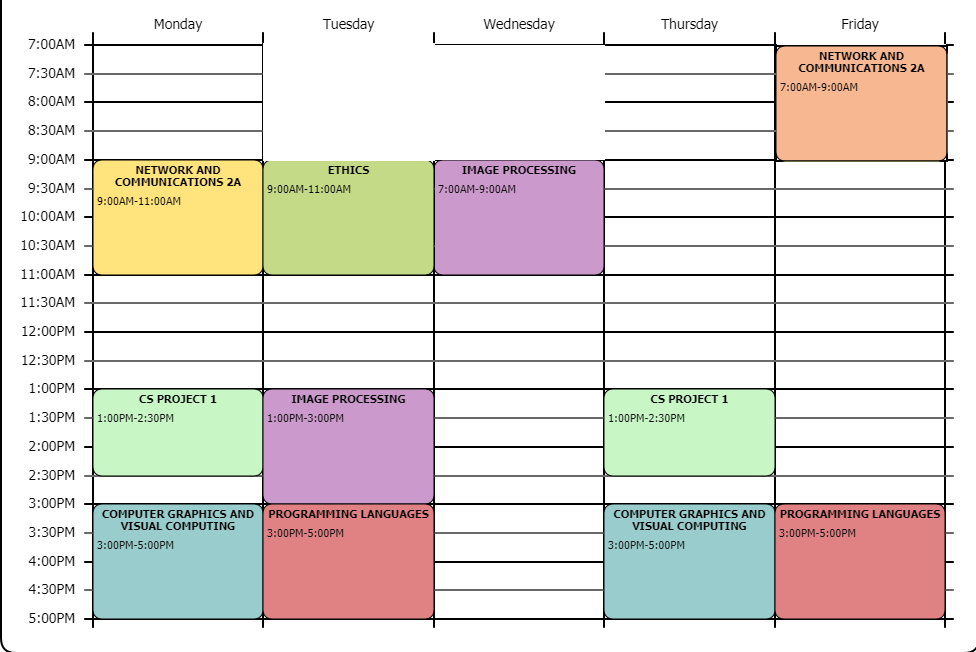 Monday Tuesday Wednesday Thursday Friday
7:00AM
7:30AM
8:00AM
8:30AM
9:00AM
9:30AM
10:00AM
10:30AM
11:00AM
11:30AM
12:00PM
12:30PM
1:00PM
1:30PM
2:00PM
2:30PM
3:00PM
3:30PM
4:00PM
4:30PM
5:00PM
NETWORK AND
COMMUNICATIONS 2A
9:00AM-11:00AM
CS PROJECT 1
1:00PM-2:30PM
COMPUTER GRAPHICS AND
VISUAL COMPUTING
3:00PM-5:00PM
ETHICS
9:00AM-11:00AM
IMAGE PROCESSING
1:00PM-3:00PM
PROGRAMMING LANGUAGES
3:00PM-5:00PM
IMAGE PROCESSING
7:00AM-9:00AM
CS PROJECT 1
1:00PM-2:30PM
COMPUTER GRAPHICS AND
VISUAL COMPUTING
3:00PM-5:00PM
NETWORK AND
COMMUNICATIONS 2A
7:00AM-9:00AM
PROGRAMMING LANGUAGES
3:00PM-5:00PM